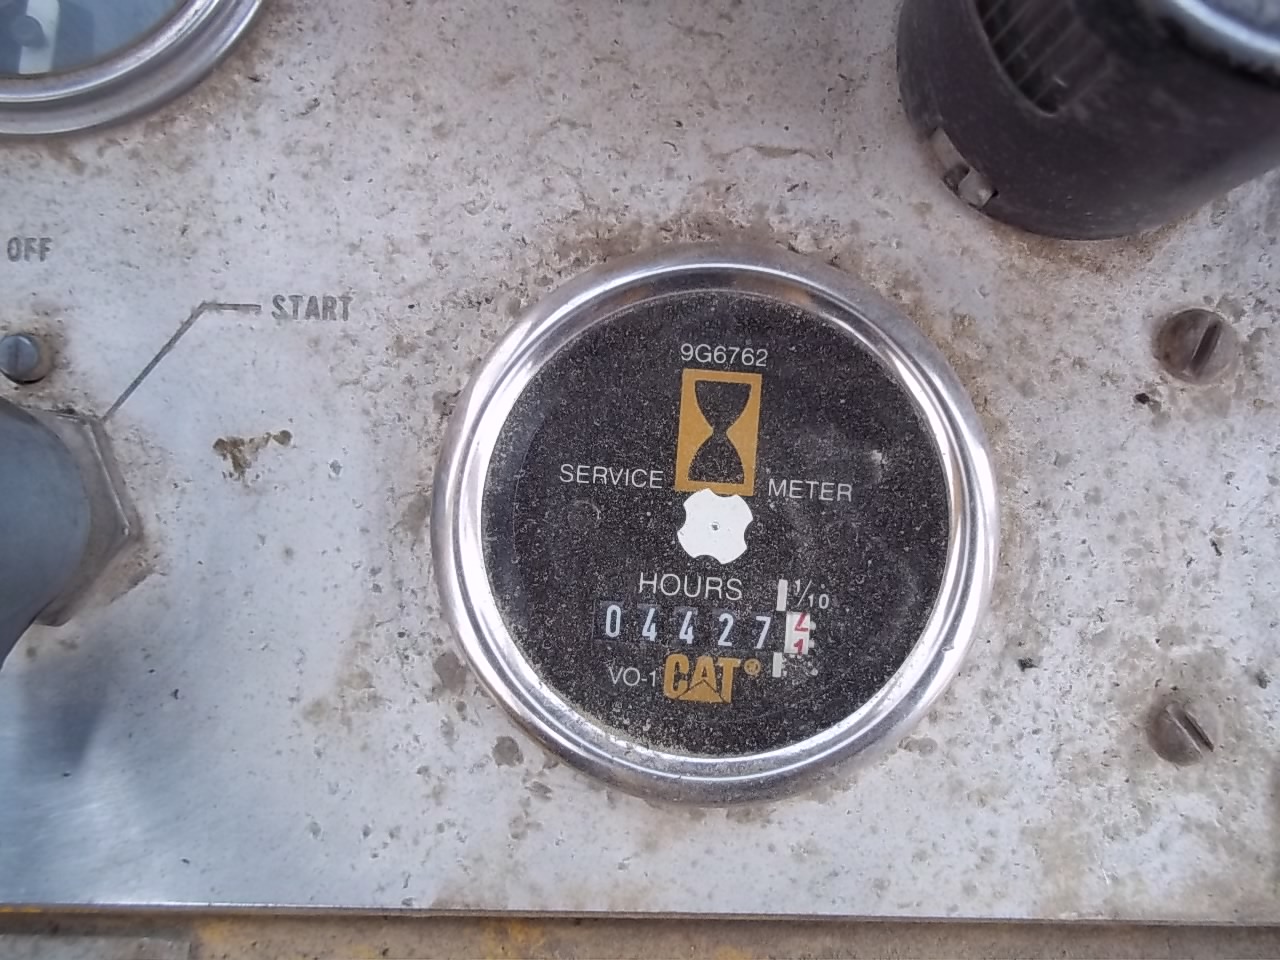 OFF
START
9G6762
SERVICE METER
HOURS 1/10
04427
VO-1 CAT®